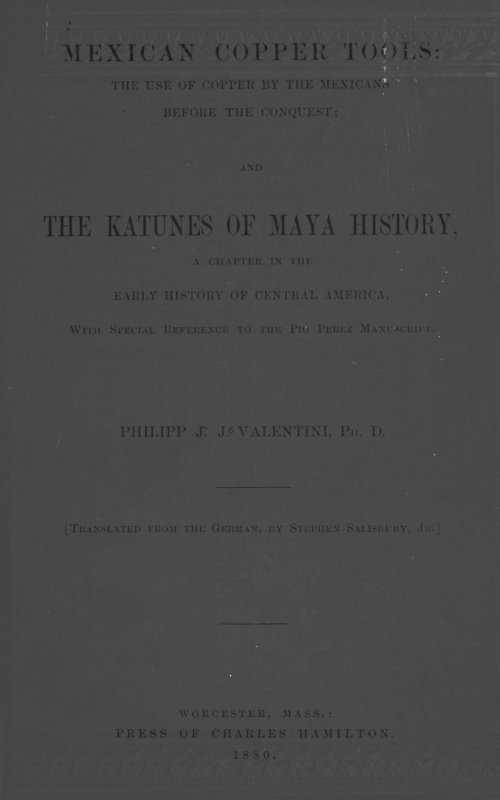 MEXICAN COPPER TOOLS:
THE USE OF COPPER BY THE MEXICANS
BEFORE THE CONQUEST;
AND
THE KATUNES OF MAYA HISTORY,
A CHAPTER IN THE
EARLY HISTORY OF CENTRAL AMERICA,
WITH SPECIAL REFERENCE TO THE PIO PEREZ MANUSCRIPT.
PHILIPP J. J. VALENTINI, PH. D.
[TRANSLATED FROM THE GERMAN, BY STEPHEN SALISBURY, JR.]
WORCESTER, MASS.:
PRESS OF CHARLES HAMILTON.
1880.